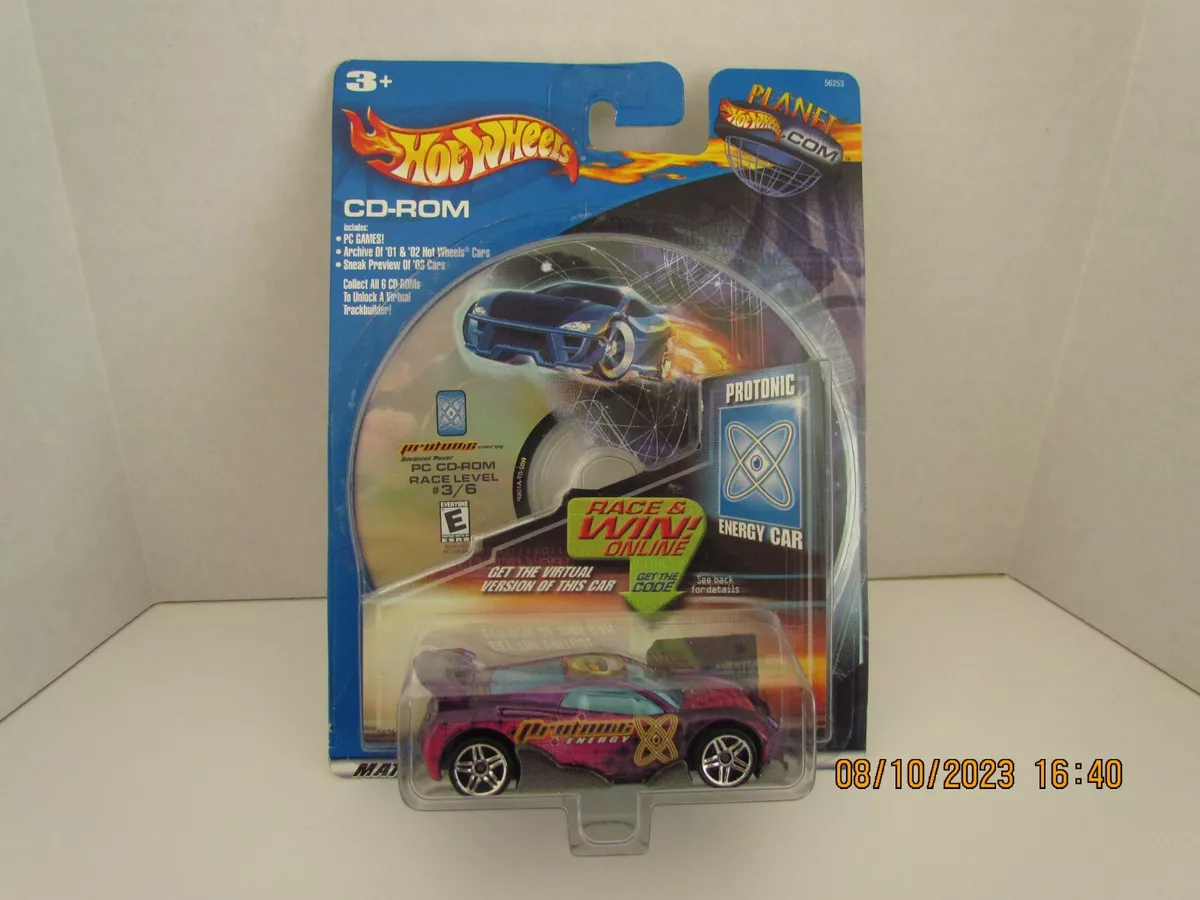 3+
56253
PLANET
Hot Wheels
.COM
HOT WHEELS
CD-ROM
Includes:
• PC GAMES!
• Archive Of '01 & '02 Hot Wheels® Cars
• Sneak Preview Of '03 Cars
Collect All 6 CD-ROMs
To Unlock A Virtual
Trackbuilder!
PROTONIC
ENERGY CAR
Protonic ENERGY
Advanced Power
PC CD-ROM
RACE LEVEL
#3/6
EVERYONE
E
ESRB
RACE &
WIN!
ONLINE
GET THE
CODE
GET THE VIRTUAL
VERSION OF THIS CAR
See back
for details
Protonic
ENERGY
MAT
08/10/2023 16:40